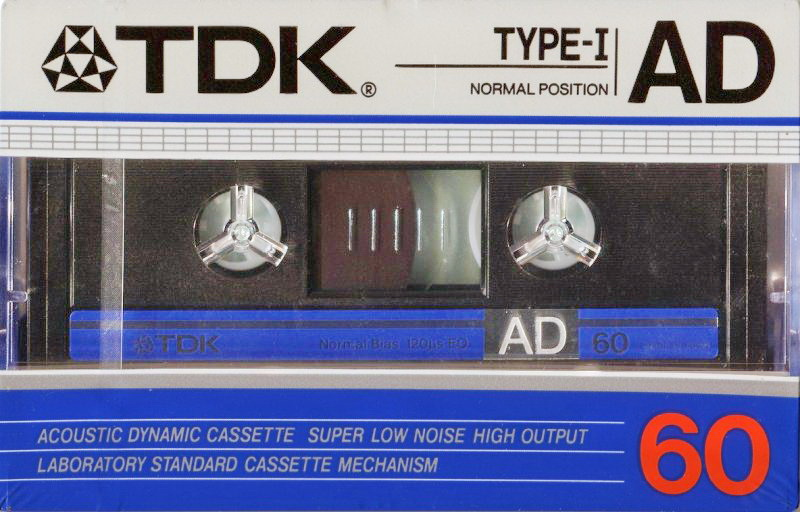 TDK®
TYPE-I
NORMAL POSITION
AD
TDK
Normal Bias 120µs EQ
AD
60
ACOUSTIC DYNAMIC CASSETTE SUPER LOW NOISE HIGH OUTPUT
LABORATORY STANDARD CASSETTE MECHANISM
60